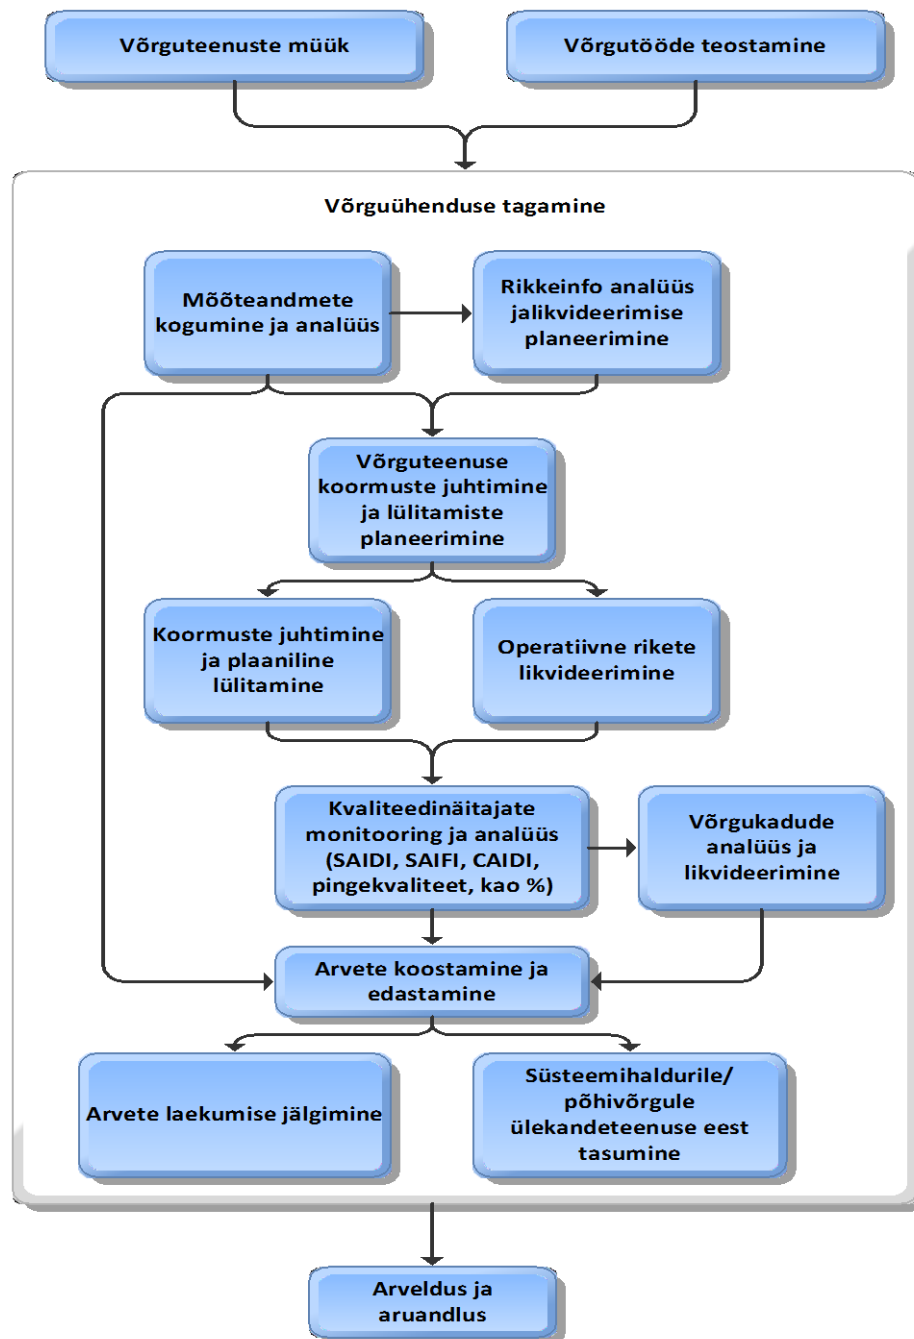 Võrguteenuste müük
Võrgutööde teostamine
Võrguühenduse tagamine
Mõõteandmete
kogumine ja analüüs
Rikkeinfo analüüs
jalikvideerimise
planeerimine
Võrguteenuse
koormuste juhtimine
ja lülitamiste
planeerimine
Koormuste juhtimine
ja plaaniline
lülitamine
Operatiivne rikete
likvideerimine
Kvaliteedinäitajate
monitooring ja analüüs
(SAIDI, SAIFI, CAIDI,
pingekvaliteet, kao %)
Võrgukadude
analüüs ja
likvideerimine
Arvete koostamine ja
edastamine
Arvete laekumise jälgimine
Süsteemihaldurile/
põhivõrgule
ülekandeteenuse eest
tasumine
Arveldus ja
aruandlus